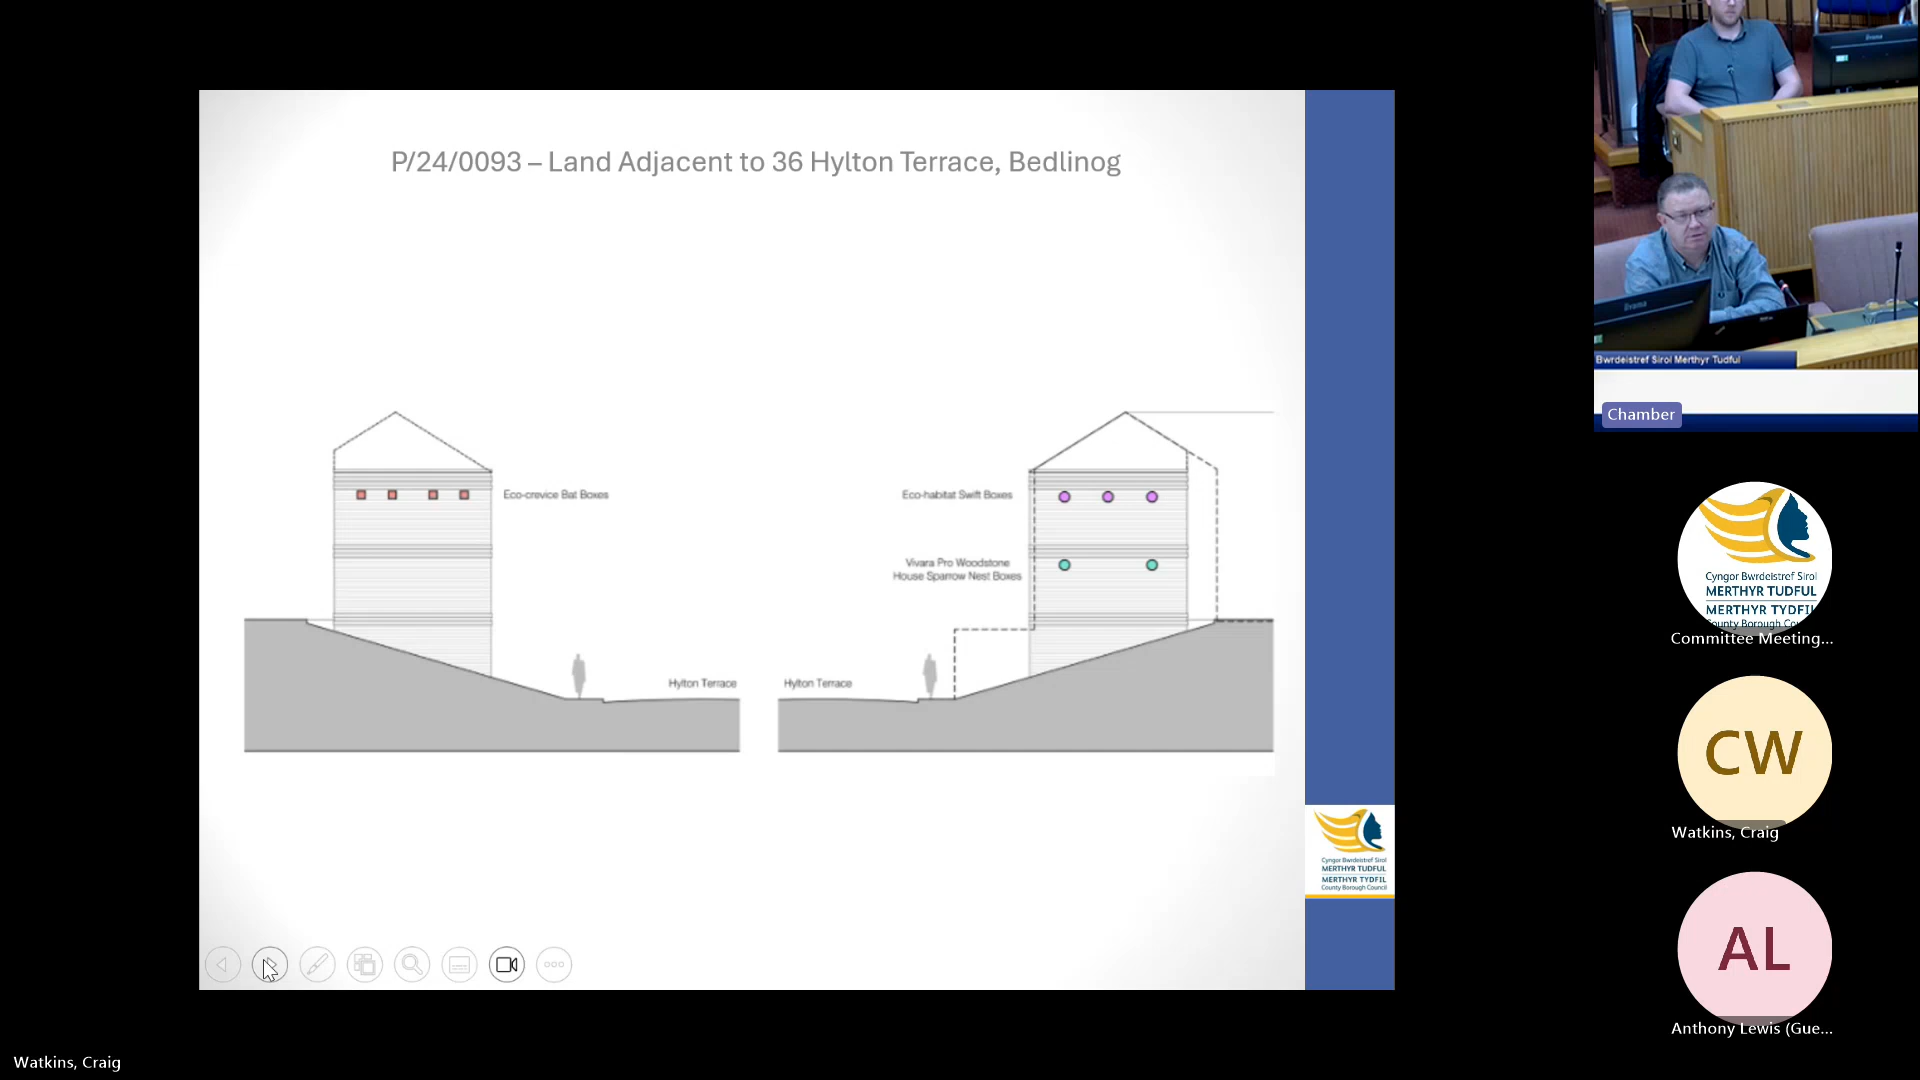 P/24/0093 – Land Adjacent to 36 Hylton Terrace, Bedlinog
Eco-crevice Bat Boxes
Hylton Terrace
Eco-habitat Swift Boxes
Vivara Pro Woodstone
House Sparrow Nest Boxes
Hylton Terrace
Cyngor Bwrdeistref Sirol
MERTHYR TUDFUL
MERTHYR TYDFIL
County Borough Council
Bwrdeistref Sirol Merthyr Tudful
Chamber
Cyngor Bwrdeistref Sirol
MERTHYR TUDFUL
MERTHYR TYDFIL
Committee Meeting...
CW
Watkins, Craig
AL
Anthony Lewis (Gue...
Watkins, Craig